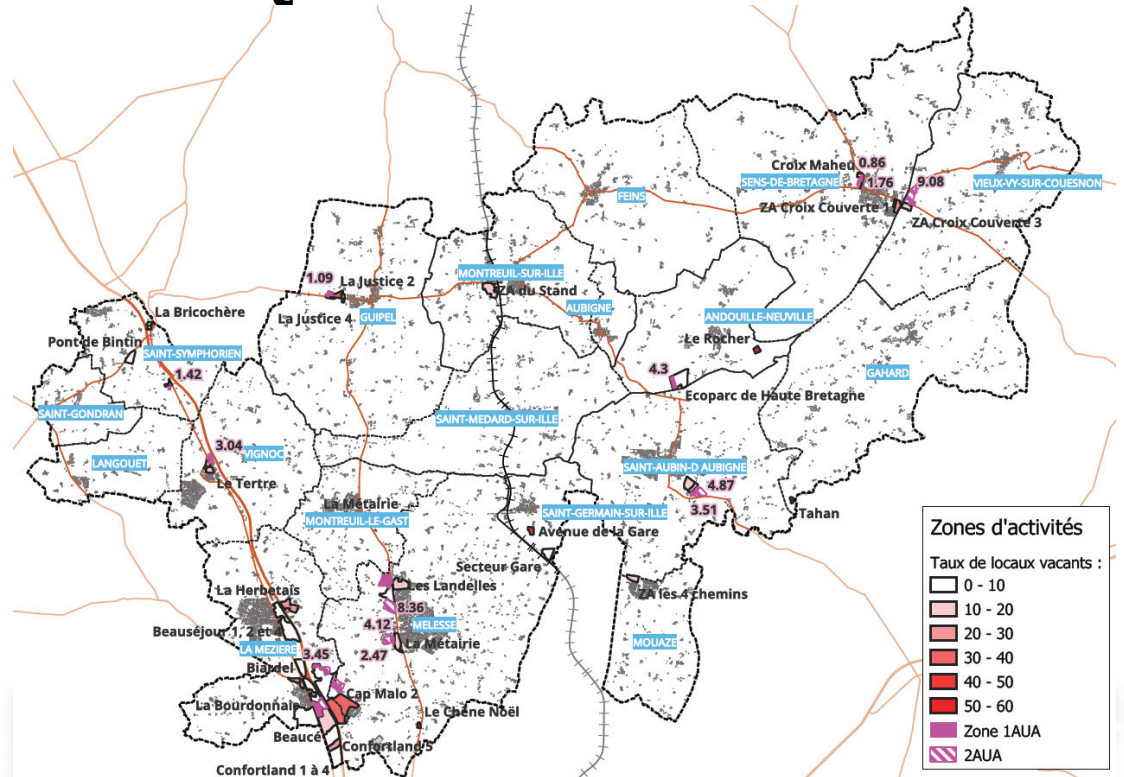 Croix Maheu
0.86
1.76
9.08
SENS-DE-BRETAGNE
VIEUX-VY-SUR-COUESNON
FEINS
ZA Croix Couverte 1
ZA Croix Couverte 3
MONTREUIL-SUR-ILLE
ZA du Stand
1.09
La Justice 2
La Justice 4
GUIPEL
AUBIGNE
ANDOUILLE-NEUVILLE
La Bricochère
Pont de Bintin
SAINT-SYMPHORIEN
Le Rocher
1.42
4.3
GAHARD
Ecoparc de Haute Bretagne
SAINT-GONDRAN
SAINT-MEDARD-SUR-ILLE
3.04
VIGNOC
LANGOUET
Le Tertre
SAINT-AUBIN-D AUBIGNE
4.87
3.51
La Métairie
MONTREUIL-LE-GAST
SAINT-GERMAIN-SUR-ILLE
Tahan
Avenue de la Gare
Secteur Gare
Les Landelles
La Herbetais
ZA les 4 chemins
8.36
4.12
MELESSE
Beauséjour 1, 2 et 4
La Métairie
MOUAZE
LA MEZIERE
3.45
2.47
Biardel
Cap Malo 2
La Bourdonnais
Le Chêne Noël
Beaucé
Confortland 5
Confortland 1 à 4
Zones d'activités
Taux de locaux vacants :
0 - 10
10 - 20
20 - 30
30 - 40
40 - 50
50 - 60
Zone 1AUA
2AUA